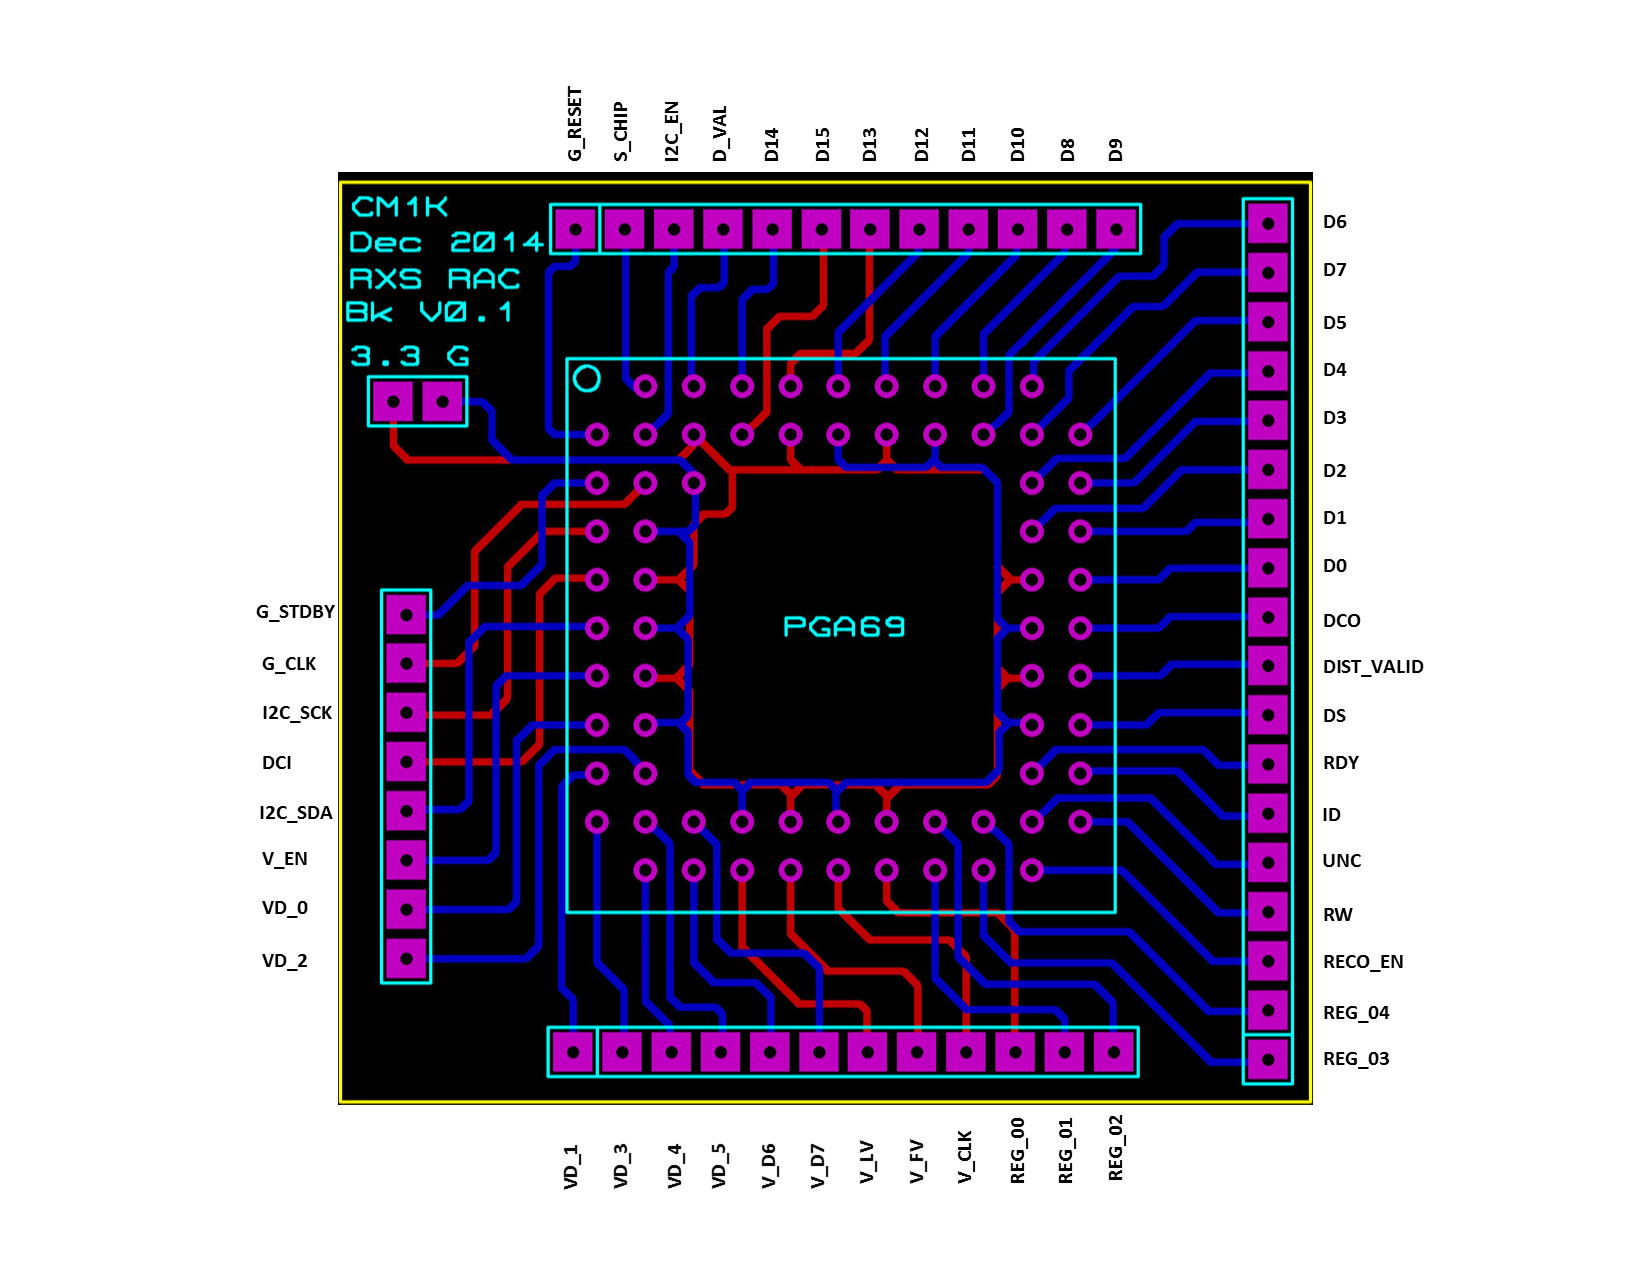 G_RESET
S_CHIP
I2C_EN
D_VAL
D14
D15
D13
D12
D11
D10
D8
D9
CM1K
Dec 2014
RXS RAC
Bk V0.1
3.3 G
D6
D7
D5
D4
D3
D2
D1
D0
DCO
DIST_VALID
DS
RDY
ID
UNC
RW
RECO_EN
REG_04
REG_03
PGA69
G_STDBY
G_CLK
I2C_SCK
DCI
I2C_SDA
V_EN
VD_0
VD_2
VD_1
VD_3
VD_4
VD_5
V_D6
V_D7
V_LV
V_FV
V_CLK
REG_00
REG_01
REG_02